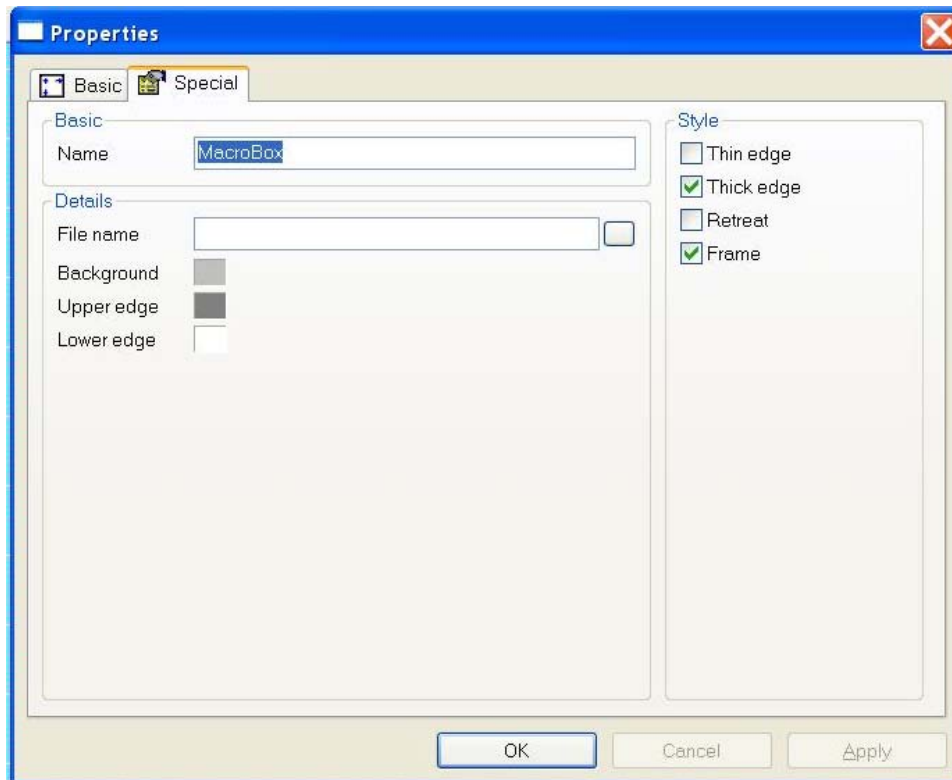 Properties
Basic Special
Basic
Name MacroBox
Details
File name
Background
Upper edge
Lower edge
Style
Thin edge
Thick edge
Retreat
Frame
OK Cancel Apply